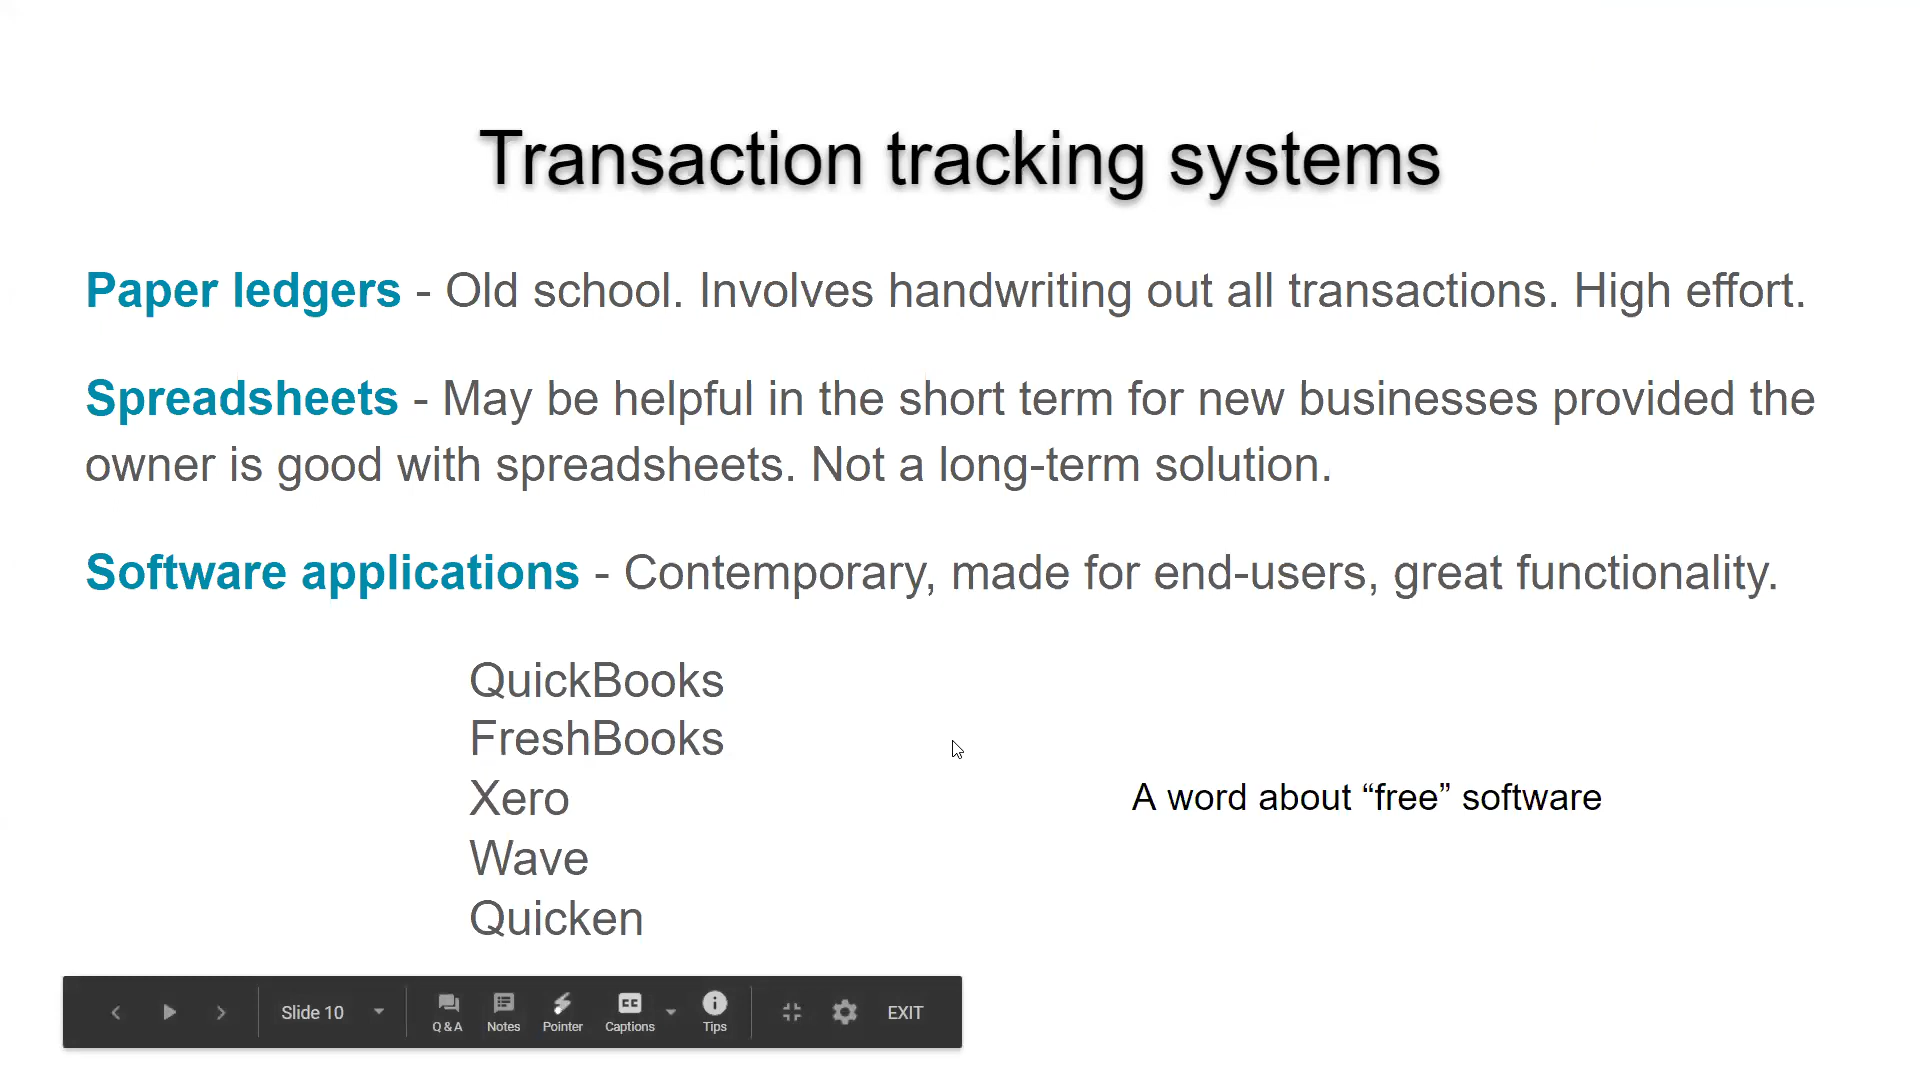 Transaction tracking systems
Paper ledgers - Old school. Involves handwriting out all transactions. High effort.
Spreadsheets - May be helpful in the short term for new businesses provided the
owner is good with spreadsheets. Not a long-term solution.
Software applications - Contemporary, made for end-users, great functionality.
QuickBooks
FreshBooks
Xero
Wave
Quicken
A word about “free” software
Slide 10
Q & A
Notes
Pointer
CC
Captions
Tips
EXIT